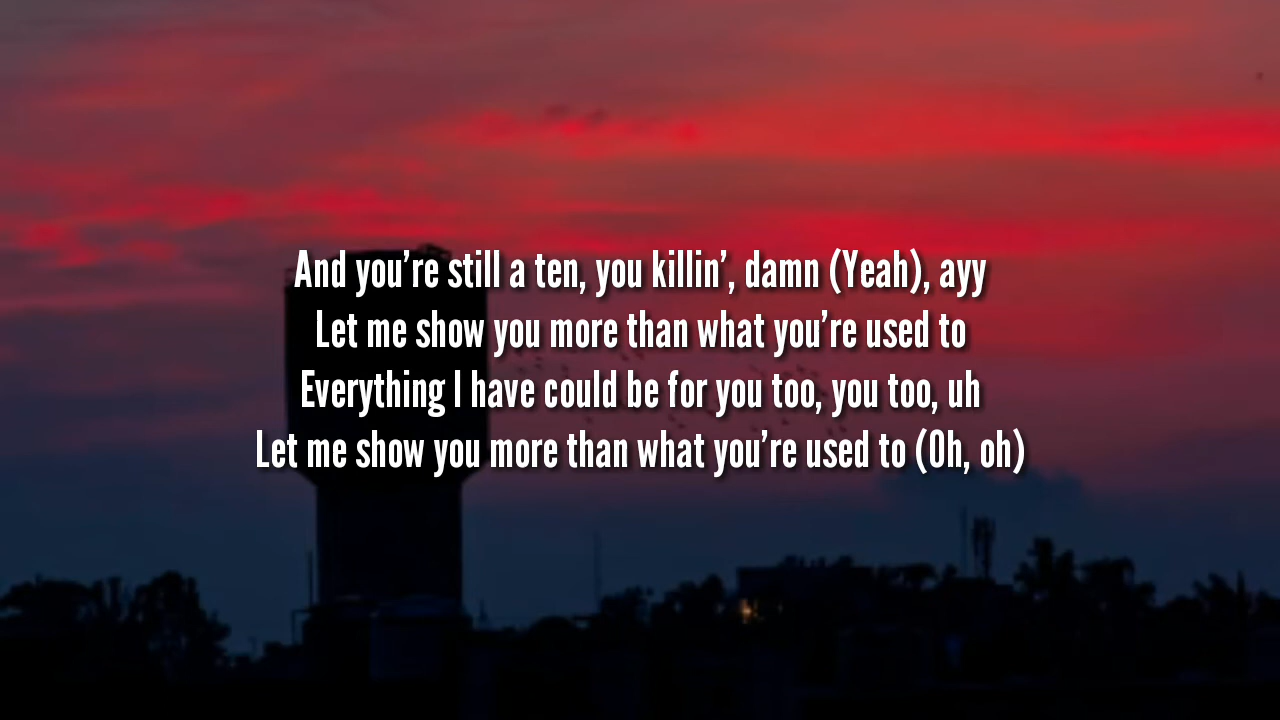 And you're still a ten, you killin', damn (Yeah), ayy
Let me show you more than what you're used to
Everything I have could be for you too, you too, uh
Let me show you more than what you're used to (Oh, oh)